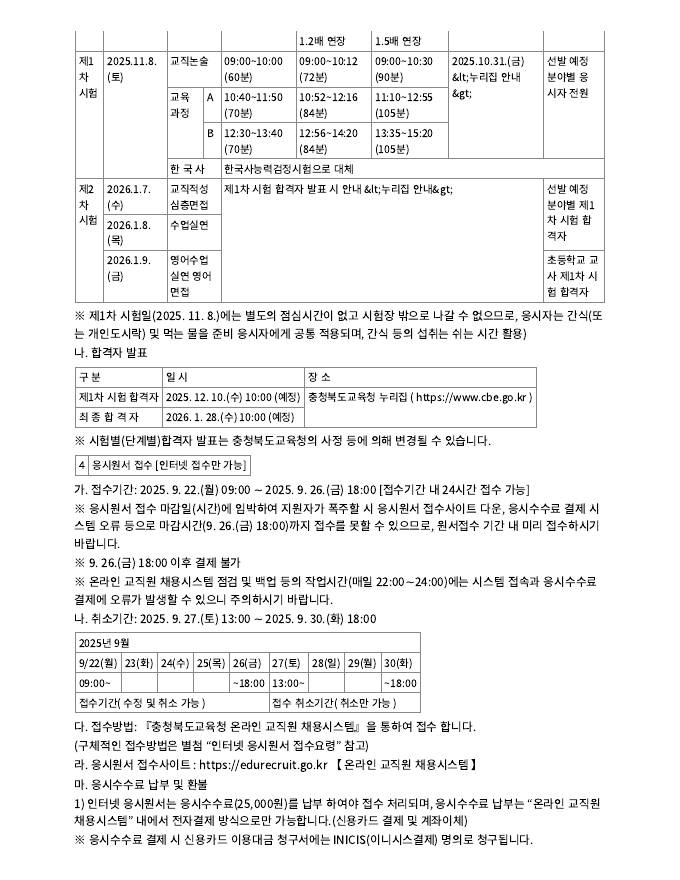 1.2배 연장 1.5배 연장
제1차 시험 2025.11.8.(토) 교직논술 09:00~10:00 (60분) 09:00~10:12 (72분) 09:00~10:30 (90분) 2025.10.31.(금) &lt;누리집 안내&gt; 선발 예정 분야별 응시자 전원
교육과정 A 10:40~11:50 (70분) 10:52~12:16 (84분) 11:10~12:55 (105분)
B 12:30~13:40 (70분) 12:56~14:20 (84분) 13:35~15:20 (105분)
한 국 사 한국사능력검정시험으로 대체
제2차 시험 2026.1.7.(수) 교직적성 심층면접 제1차 시험 합격자 발표 시 안내 &lt;누리집 안내&gt; 선발 예정 분야별 제1차 시험 합격자
2026.1.8.(목) 수업실연
2026.1.9.(금) 영어수업 실연 영어 면접 초등학교 교사 제1차 시험 합격자
※ 제1차 시험일(2025. 11. 8.)에는 별도의 점심시간이 없고 시험장 밖으로 나갈 수 없으므로, 응시자는 간식(또
는 개인도시락) 및 먹는 물을 준비 응시자에게 공통 적용되며, 간식 등의 섭취는 쉬는 시간 활용)
나. 합격자 발표
구 분 일 시 장 소
제1차 시험 합격자 2025. 12. 10.(수) 10:00 (예정) 충청북도교육청 누리집 ( https://www.cbe.go.kr )
최 종 합 격 자 2026. 1. 28.(수) 10:00 (예정)
※ 시험별(단계별)합격자 발표는 충청북도교육청의 사정 등에 의해 변경될 수 있습니다.
4 응시원서 접수 [인터넷 접수만 가능]
가. 접수기간: 2025. 9. 22.(월) 09:00 ~ 2025. 9. 26.(금) 18:00 [접수기간 내 24시간 접수 가능]
※ 응시원서 접수 마감일(시간)에 임박하여 지원자가 폭주할 시 응시원서 접수사이트 다운, 응시수수료 결제 시
스템 오류 등으로 마감시간(9. 26.(금) 18:00)까지 접수를 못할 수 있으므로, 원서접수 기간 내 미리 접수하시기
바랍니다.
※ 9. 26.(금) 18:00 이후 결제 불가
※ 온라인 교직원 채용시스템 점검 및 백업 등의 작업시간(매일 22:00~24:00)에는 시스템 접속과 응시수수료
결제에 오류가 발생할 수 있으니 주의하시기 바랍니다.
나. 취소기간: 2025. 9. 27.(토) 13:00 ~ 2025. 9. 30.(화) 18:00
2025년 9월
9/22(월) 23(화) 24(수) 25(목) 26(금) 27(토) 28(일) 29(월) 30(화)
09:00~ ~18:00 13:00~ ~18:00
접수기간( 수정 및 취소 가능 ) 접수 취소기간( 취소만 가능 )
다. 접수방법: 『충청북도교육청 온라인 교직원 채용시스템』을 통하여 접수 합니다.
(구체적인 접수방법은 별첨 “인터넷 응시원서 접수요령” 참고)
라. 응시원서 접수사이트 : https://edurecruit.go.kr 【 온라인 교직원 채용시스템 】
마. 응시수수료 납부 및 환불
1) 인터넷 응시원서는 응시수수료(25,000원)를 납부 하여야 접수 처리되며, 응시수수료 납부는 “온라인 교직원
채용시스템” 내에서 전자결제 방식으로만 가능합니다.(신용카드 결제 및 계좌이체)
※ 응시수수료 결제 시 신용카드 이용대금 청구서에는 INICIS(이니시스결제) 명의로 청구됩니다.